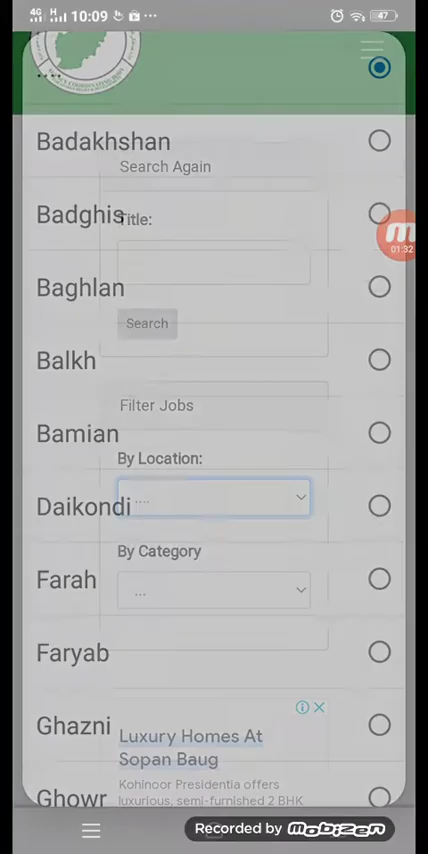 4G H 10:09 47
....
Badakhshan
Search Again
Badghis
Title:
01:32
Baghlan
Search
Balkh
Filter Jobs
Bamian
By Location:
....
Daikondi
By Category
Farah
...
Faryab
Ghazni
Luxury Homes At
Sopan Baug
Kohinoor Presidentia offers
luxurious, semi-furnished 2 BHK
Ghowr
Recorded by mobizen